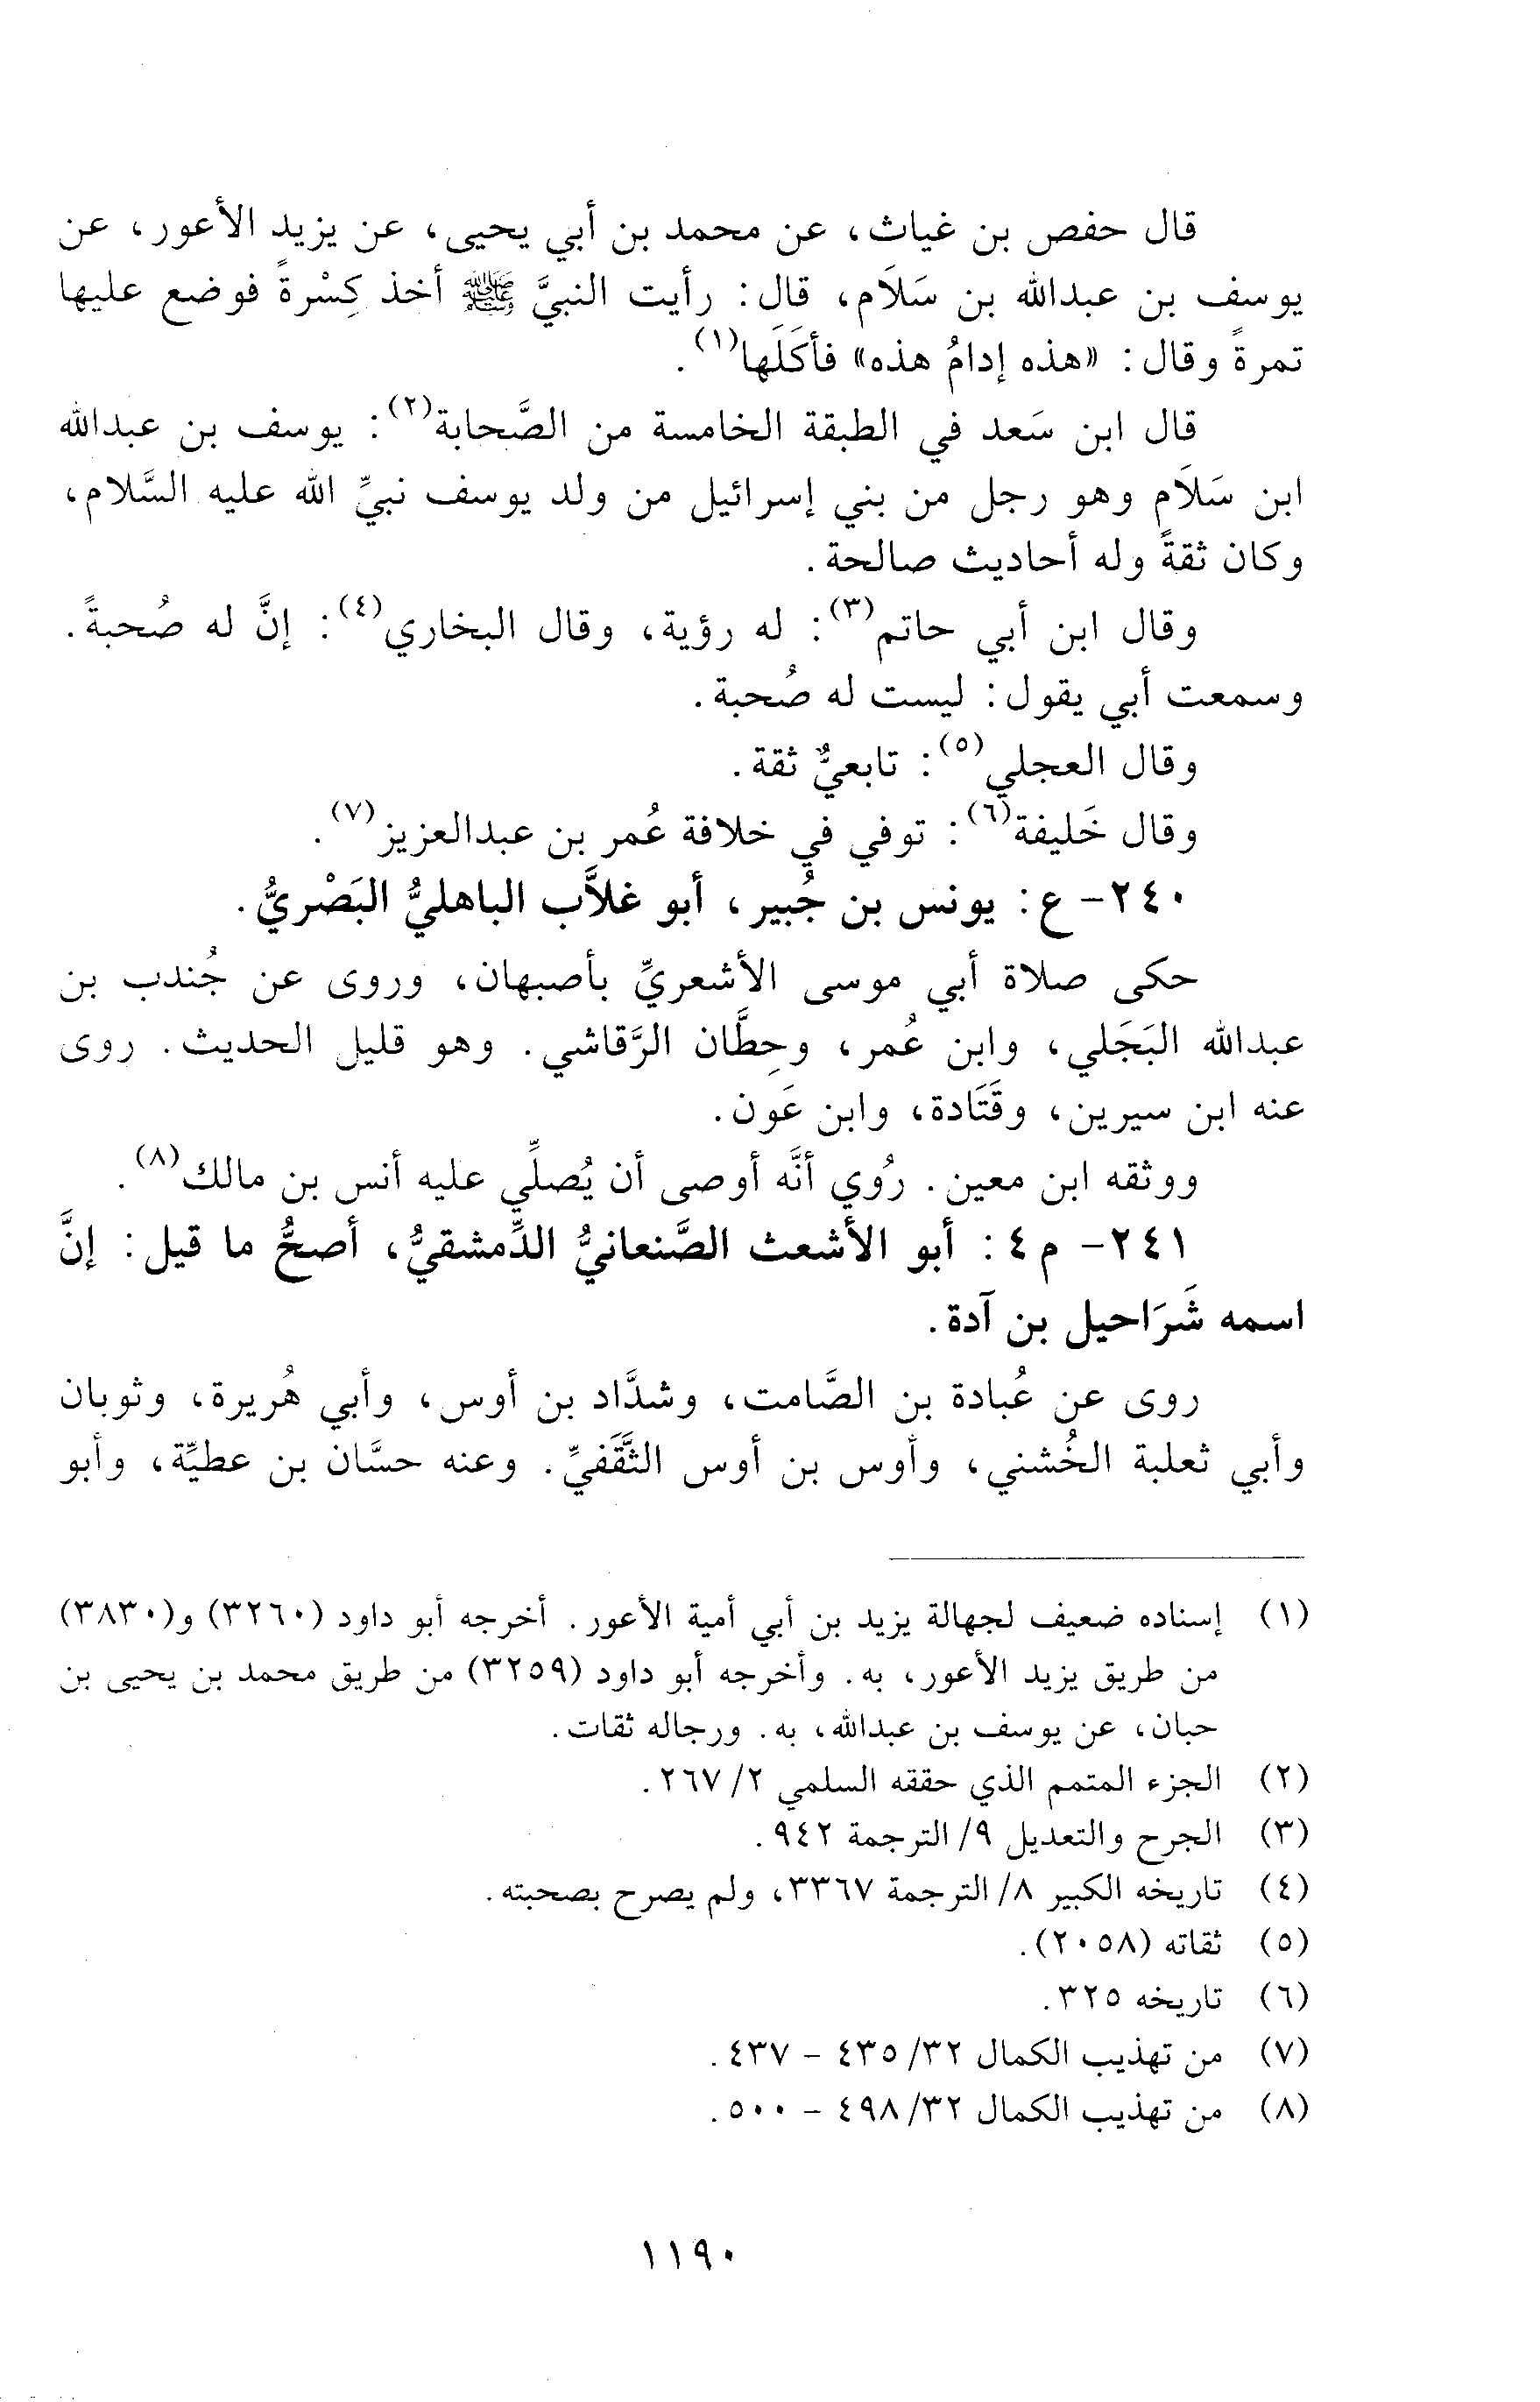 قال حفص بن غياث، عن محمد بن أبي يحيى، عن يزيد الأعور، عن
يوسف بن عبدالله بن سَلاَم، قال: رأيت النبيَّ ﷺ أخذ كِسْرةً فوضع عليها
تمرةً وقال: «هذه إدامُ هذه» فأكَلَها(١).
قال ابن سَعد في الطبقة الخامسة من الصَّحابة(٢): يوسف بن عبدالله
ابن سَلاَم وهو رجل من بني إسرائيل من ولد يوسف نبيِّ الله عليه السَّلام،
وكان ثقةً وله أحاديث صالحة.
وقال ابن أبي حاتم(٣): له رؤية، وقال البخاري(٤): إنَّ له صُحبةً.
وسمعت أبي يقول: ليست له صُحبة.
وقال العجلي(٥): تابعيٌّ ثقة.
وقال خَليفة(٦): توفي في خلافة عُمر بن عبدالعزيز(٧).
٢٤٠- ع: يونس بن جُبير، أبو غلاَّب الباهليُّ البَصْريُّ.
حكى صلاة أبي موسى الأشعريِّ بأصبهان، وروى عن جُندب بن
عبدالله البَجَلي، وابن عُمر، وحِطَّان الرَّقاشي. وهو قليل الحديث. روى
عنه ابن سيرين، وقَتَادة، وابن عَون.
ووثقه ابن معين. رُوي أنَّه أوصى أن يُصلِّي عليه أنس بن مالك(٨).
٢٤١- م٤: أبو الأشعث الصَّنعانيُّ الدِّمشقيُّ، أصحُّ ما قيل: إنَّ
اسمه شَرَاحيل بن آدة.
روى عن عُبادة بن الصَّامت، وشدَّاد بن أوس، وأبي هُريرة، وثوبان
وأبي ثعلبة الخُشني، وأوس بن أوس الثَّقَفيِّ. وعنه حسَّان بن عطيَّة، وأبو
(١) إسناده ضعيف لجهالة يزيد بن أبي أمية الأعور. أخرجه أبو داود (٣٢٦٠) و(٣٨٣٠)
من طريق يزيد الأعور، به. وأخرجه أبو داود (٣٢٥٩) من طريق محمد بن يحيى بن
حبان، عن يوسف بن عبدالله، به. ورجاله ثقات.
(٢) الجزء المتمم الذي حققه السلمي ٢/ ٢٦٧.
(٣) الجرح والتعديل ٩/ الترجمة ٩٤٢.
(٤) تاريخه الكبير ٨/ الترجمة ٣٣٦٧، ولم يصرح بصحبته.
(٥) ثقاته (٢٠٥٨).
(٦) تاريخه ٣٢٥.
(٧) من تهذيب الكمال ٣٢/ ٤٣٥ - ٤٣٧.
(٨) من تهذيب الكمال ٣٢/ ٤٩٨ - ٥٠٠.
١١٩٠